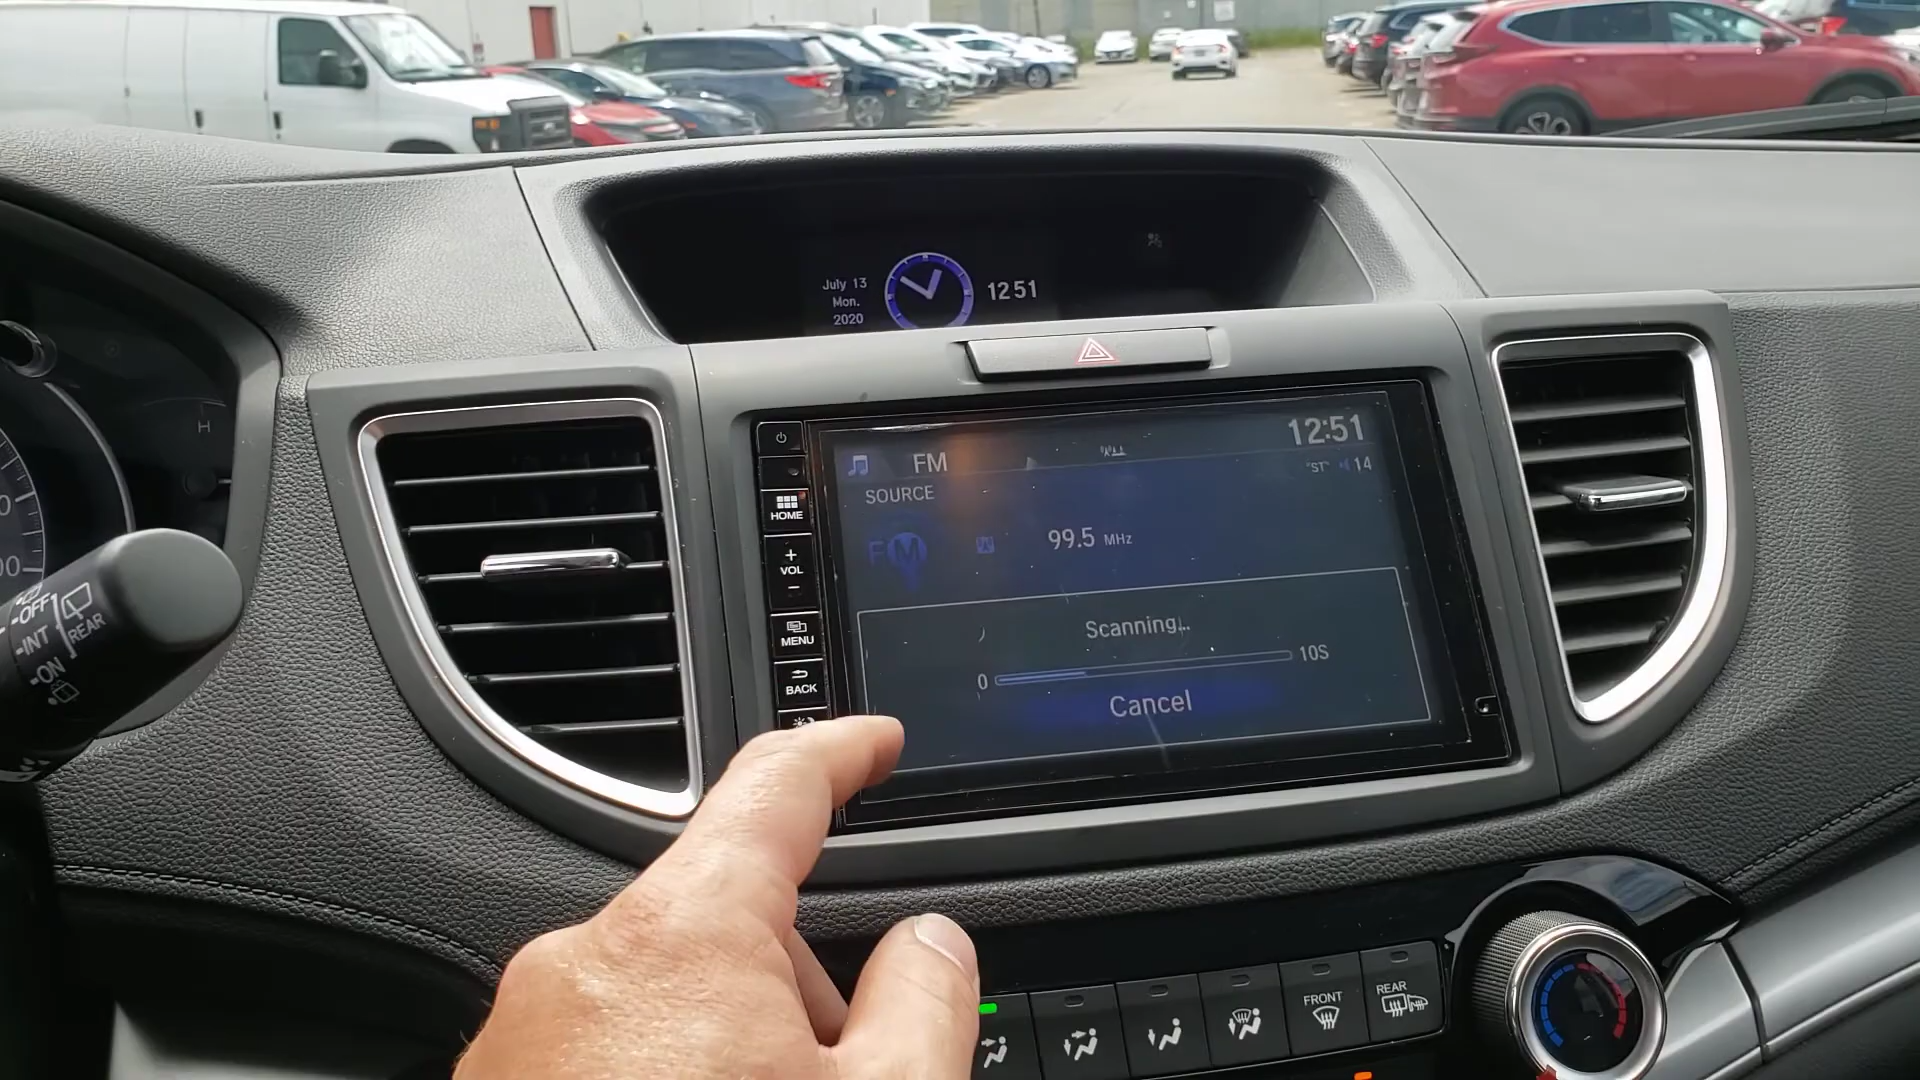 July 13
Mon.
2020
12 51
12:51
FM
"ST"
14
SOURCE
FM
99.5 MHz
Scanning...
0
10S
Cancel
HOME
+
VOL
-
MENU
BACK
H
-OFF
-INT
-ON
REAR
FRONT
REAR